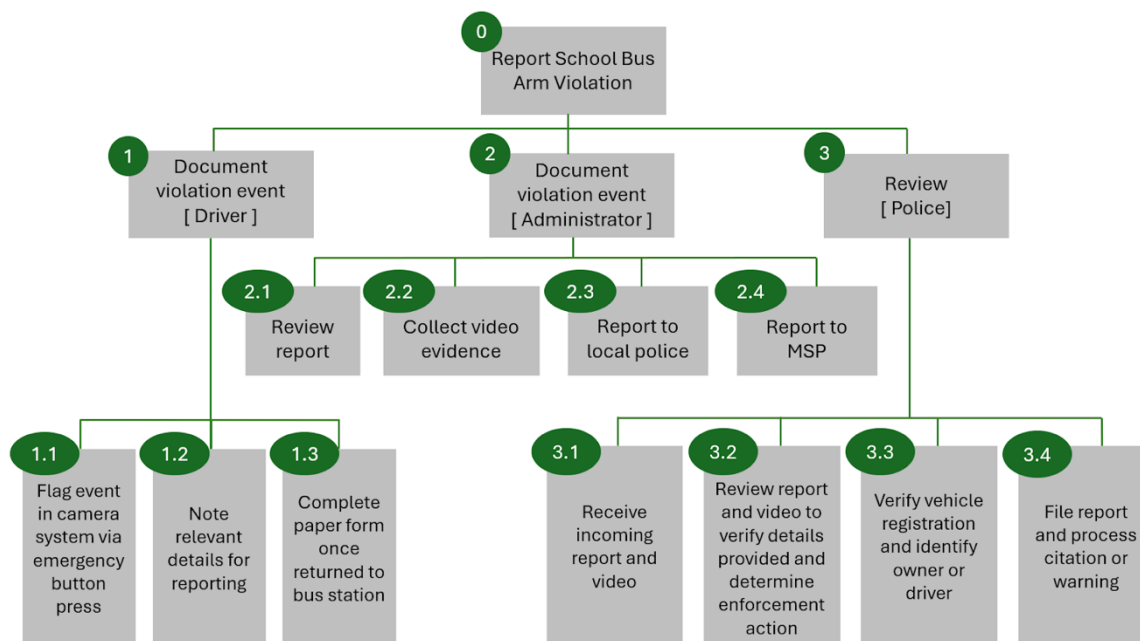 0
Report School Bus
Arm Violation
1
Document
violation event
[ Driver ]
2
Document
violation event
[ Administrator ]
3
Review
[ Police]
2.1
Review
report
2.2
Collect video
evidence
2.3
Report to
local police
2.4
Report to
MSP
1.1
Flag event
in camera
system via
emergency
button
press
1.2
Note
relevant
details for
reporting
1.3
Complete
paper form
once
returned to
bus station
3.1
Receive
incoming
report and
video
3.2
Review report
and video to
verify details
provided and
determine
enforcement
action
3.3
Verify vehicle
registration
and identify
owner or
driver
3.4
File report
and process
citation or
warning